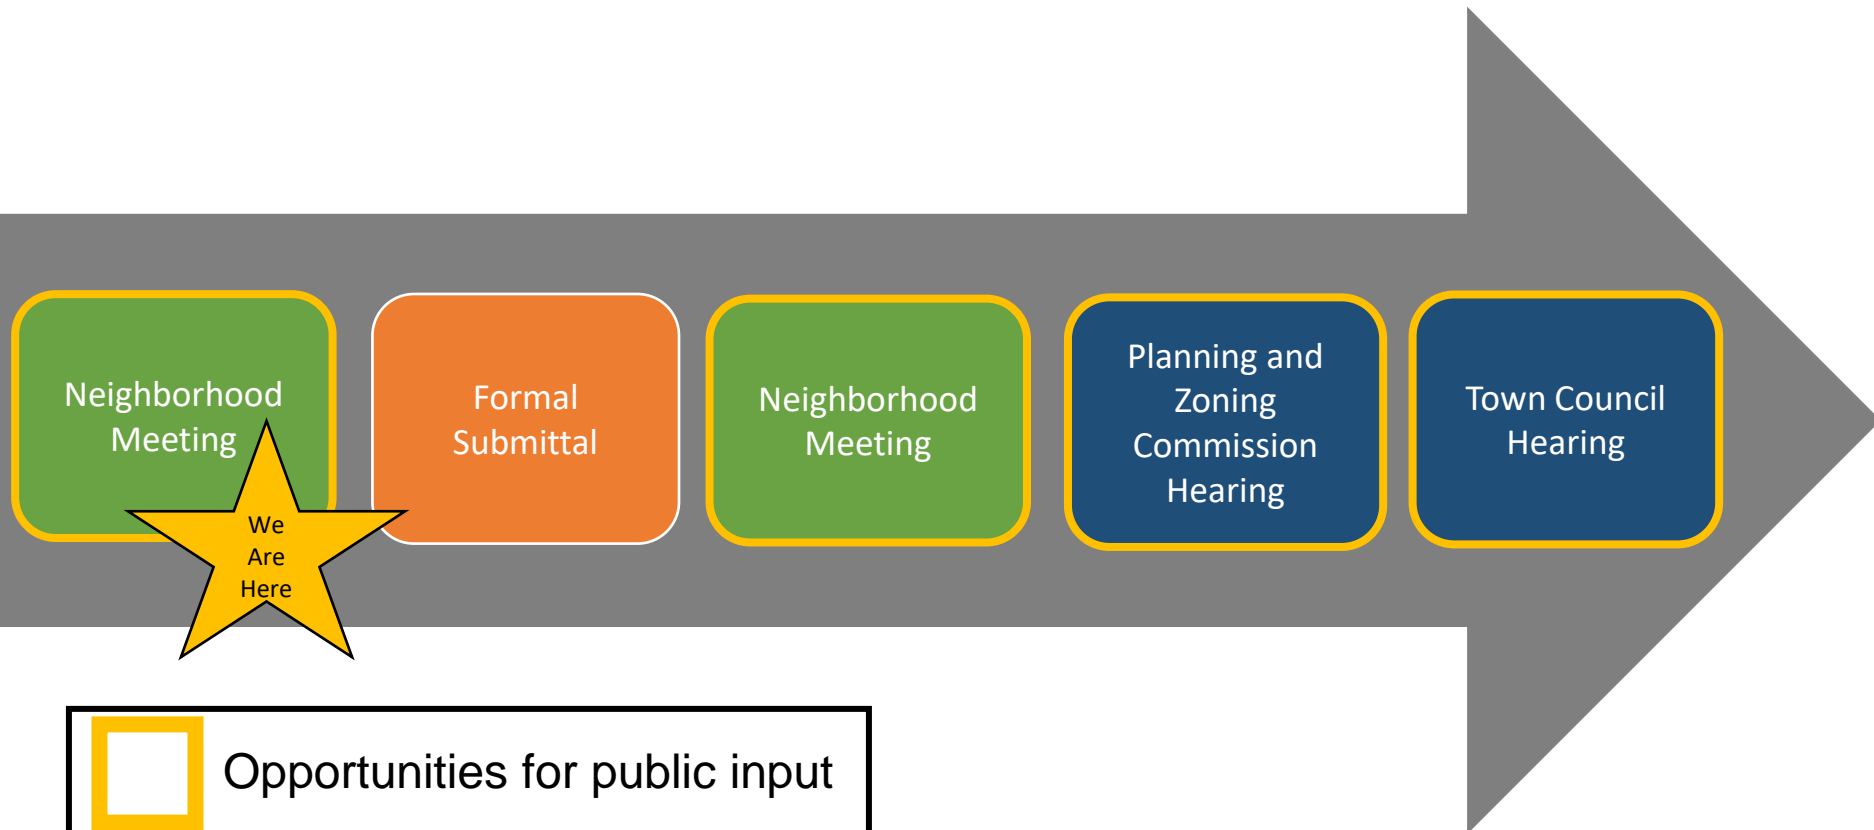 Neighborhood
Meeting
We
Are
Here
Formal
Submittal
Neighborhood
Meeting
Planning and
Zoning
Commission
Hearing
Town Council
Hearing
Opportunities for public input